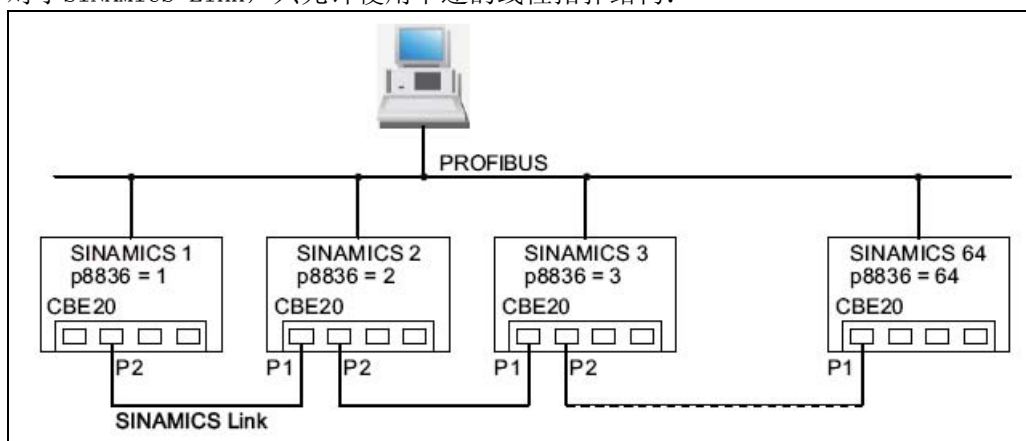 对于SINAMICS Link，只允许使用下述的线性拓扑结构:
PROFIBUS
SINAMICS 1
p8836 = 1
CBE20
P2
SINAMICS 2
p8836 = 2
CBE20
P1
P2
SINAMICS 3
p8836 = 3
CBE20
P1
P2
SINAMICS 64
p8836 = 64
CBE20
P1
SINAMICS Link